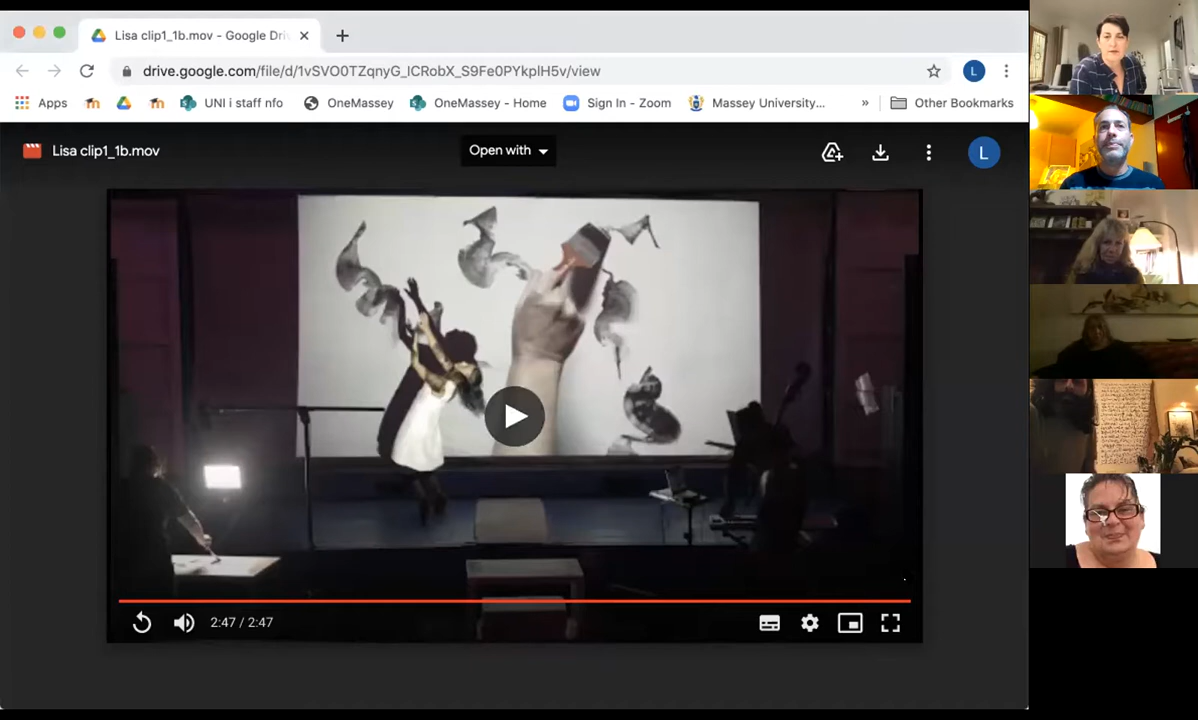 Lisa clip1_1b.mov - Google Dri
drive.google.com/file/d/1vSVO0TZqnyG_lCRobX_S9Fe0PYkplH5v/view
L
Apps UNI i staff nfo OneMassey OneMassey - Home Sign In - Zoom Massey University... » Other Bookmarks
Lisa clip1_1b.mov Open with L
2:47 / 2:47